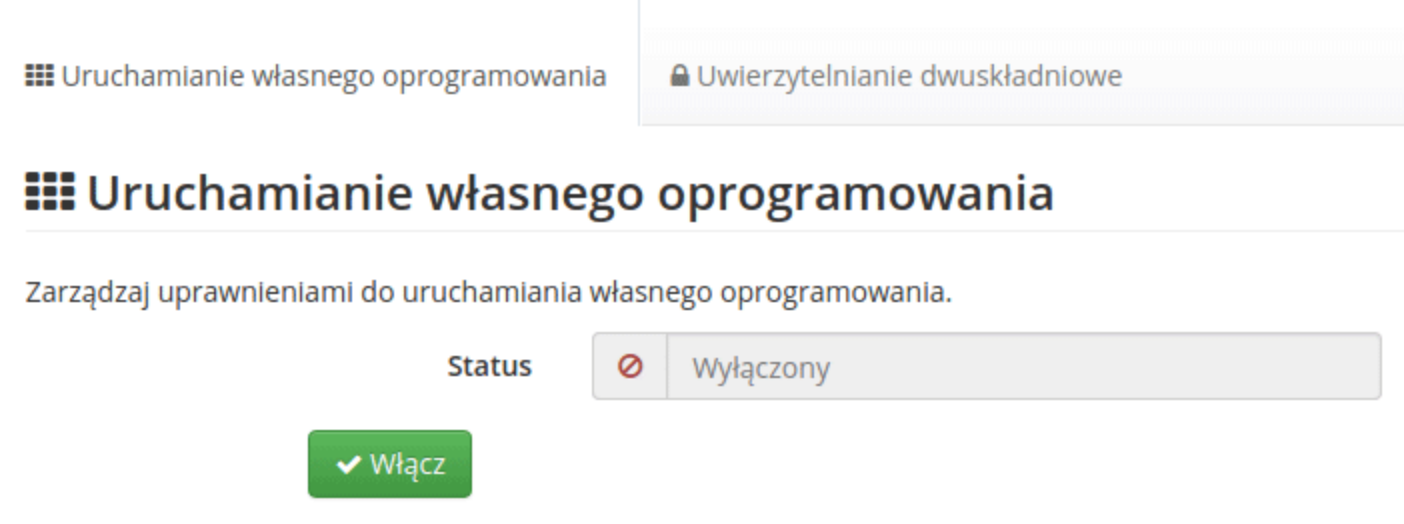 Uruchamianie własnego oprogramowania
Uwierzytelnianie dwuskładniowe
Uruchamianie własnego oprogramowania
Zarządzaj uprawnieniami do uruchamiania własnego oprogramowania.
Status
Wyłączony
Włącz